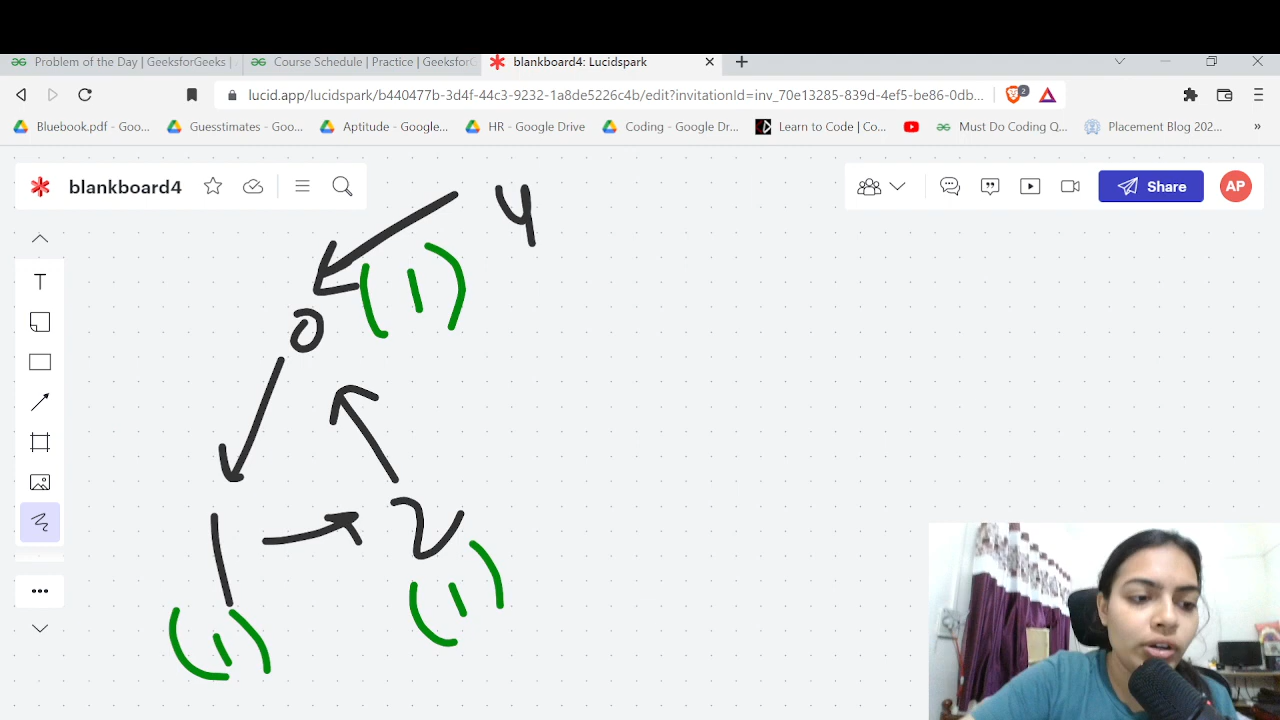 Problem of the Day | GeeksforGeeks |
Course Schedule | Practice | GeeksforG
blankboard4: Lucidspark
lucid.app/lucidspark/b440477b-3d4f-44c3-9232-1a8de5226c4b/edit?invitationId=inv_70e13285-839d-4ef5-be86-0db...
2
Bluebook.pdf - Goo...
Guestimates - Goo...
Aptitude - Google...
HR - Google Drive
Coding - Google Dr...
Learn to Code | Co...
Must Do Coding Q...
Placement Blog 202...
»
blankboard4
Share
AP
T
4
(1)
0
1
2
(1)
(1)